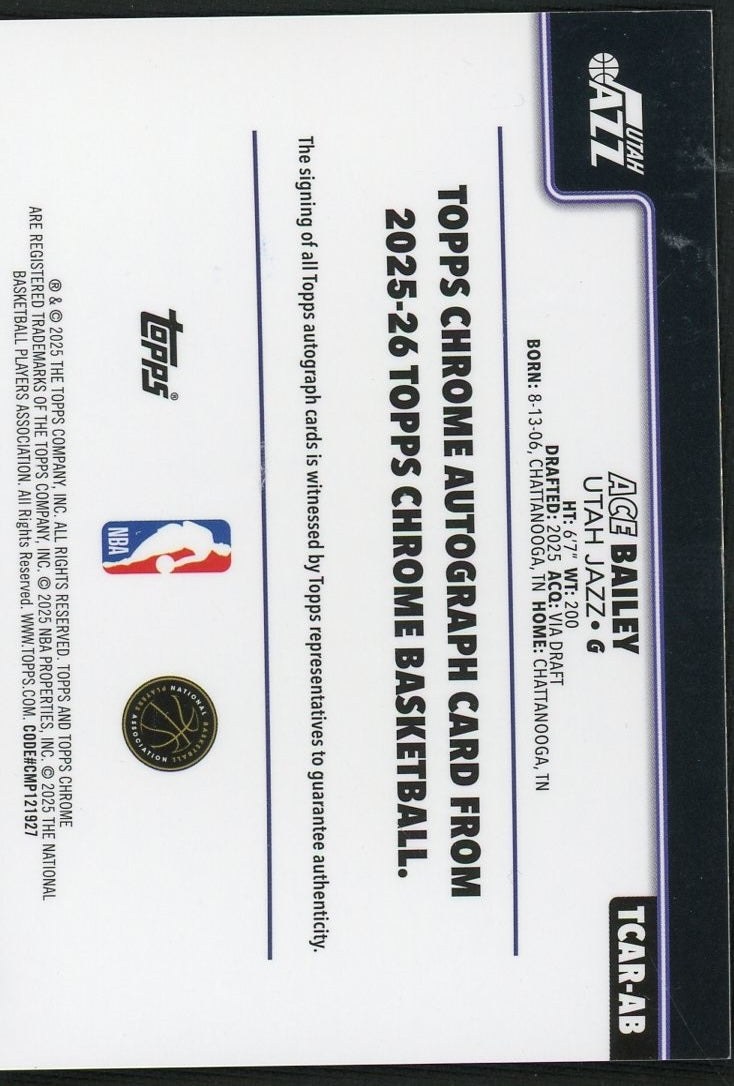 UTAH
JAZZ
ACE BAILEY
UTAH JAZZ • G
HT: 6'7" WT: 200
DRAFTED: 2025 ACQ: VIA DRAFT
BORN: 8-13-06, CHATTANOOGA, TN HOME: CHATTANOOGA, TN
TCAR-AB
TOPPS CHROME AUTOGRAPH CARD FROM
2025-26 TOPPS CHROME BASKETBALL.
The signing of all Topps autograph cards is witnessed by Topps representatives to guarantee authenticity.
topps®
NBA
NATIONAL BASKETBALL
PLAYERS ASSOCIATION
® & © 2025 THE TOPPS COMPANY, INC. ALL RIGHTS RESERVED. TOPPS AND TOPPS CHROME
ARE REGISTERED TRADEMARKS OF THE TOPPS COMPANY, INC. © 2025 NBA PROPERTIES, INC. © 2025 THE NATIONAL
BASKETBALL PLAYERS ASSOCIATION. All Rights Reserved. WWW.TOPPS.COM. CODE#CMP121927